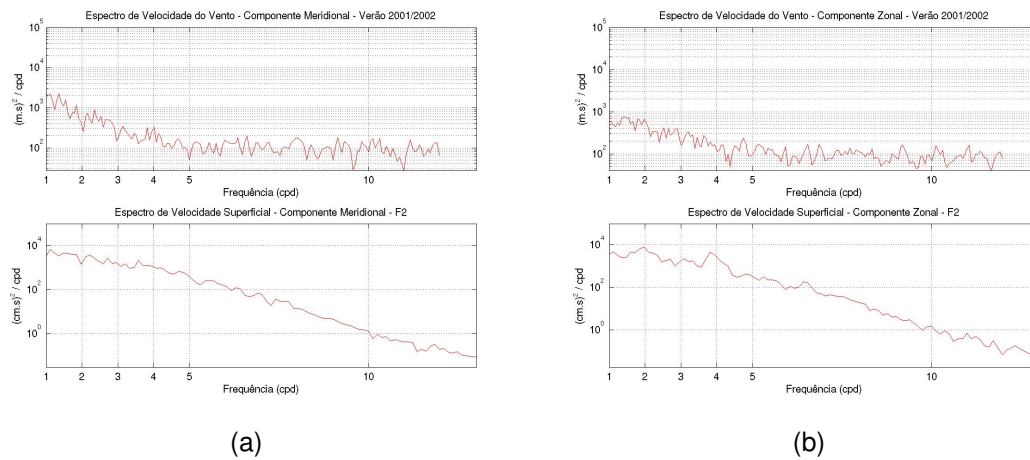 Espectro de Velocidade do Vento - Componente Meridional - Verão 2001/2002
10^5
10^4
10^3
10^2
(m.s)^2 / cpd
1 2 3 4 5 10
Frequência (cpd)
Espectro de Velocidade Superficial - Componente Meridional - F2
10^4
10^2
10^0
(cm.s)^2 / cpd
1 2 3 4 5 10
Frequência (cpd)
(a)
Espectro de Velocidade do Vento - Componente Zonal - Verão 2001/2002
10^5
10^4
10^3
10^2
(m.s)^2 / cpd
1 2 3 4 5 10
Frequência (cpd)
Espectro de Velocidade Superficial - Componente Zonal - F2
10^4
10^2
10^0
(cm.s)^2 / cpd
1 2 3 4 5 10
Frequência (cpd)
(b)